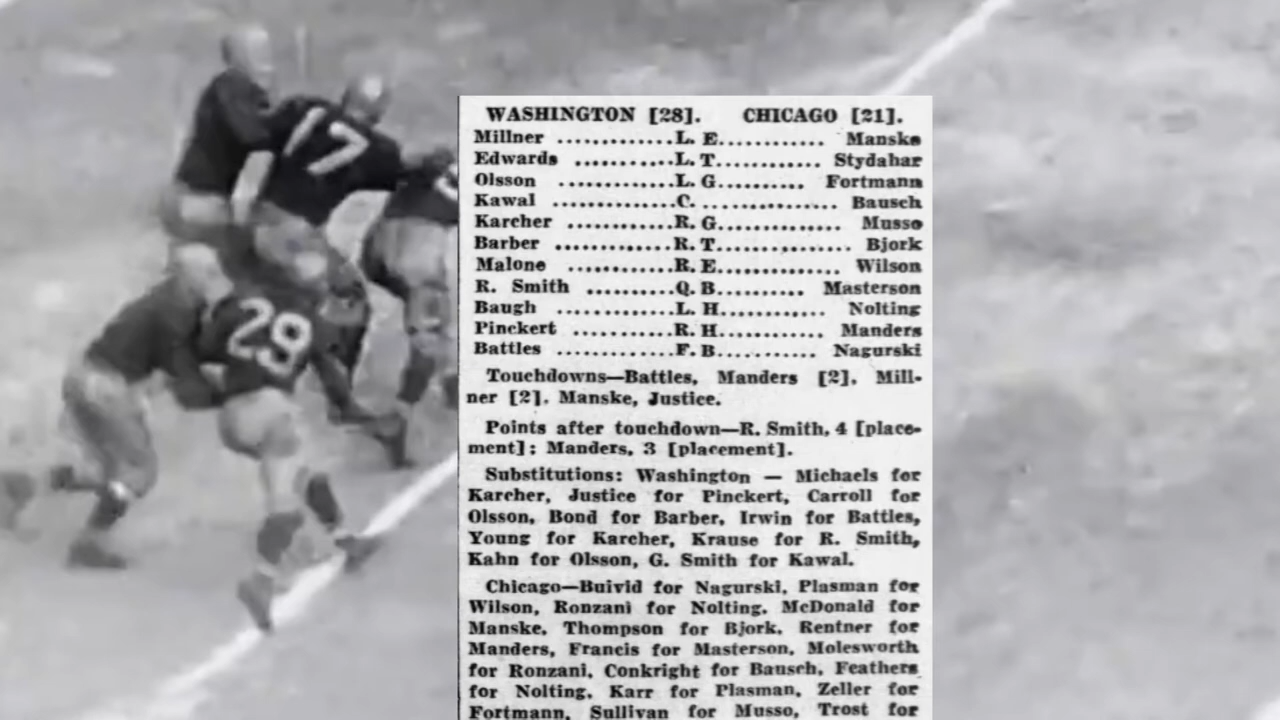 17
29
WASHINGTON [28]. CHICAGO [21].
Millner ............L. E............ Manske
Edwards ..........L. T............ Stydahar
Olsson ............L. G.......... Fortmann
Kawal .............C. .............. Bausch
Karcher ...........R. G............. Musso
Barber ............R. T.............. Bjork
Malone ...........R. E............. Wilson
R. Smith .........Q. B.......... Masterson
Baugh ............L. H............ Nolting
Pinckert ..........R. H........... Manders
Battles ............F. B.......... Nagurski
Touchdowns—Battles, Manders [2], Mill-
ner [2], Manske, Justice.
Points after touchdown—R. Smith, 4 [place-
ment]; Manders, 3 [placement].
Substitutions: Washington — Michaels for
Karcher, Justice for Pinckert, Carroll for
Olsson, Bond for Barber, Irwin for Battles,
Young for Karcher, Krause for R. Smith,
Kahn for Olsson, G. Smith for Kawal.
Chicago—Buivid for Nagurski, Plasman for
Wilson, Ronzani for Nolting, McDonald for
Manske, Thompson for Bjork, Rentner for
Manders, Francis for Masterson, Molesworth
for Ronzani, Conkright for Bausch, Feathers
for Nolting, Karr for Plasman, Zeller for
Fortmann, Sullivan for Musso, Trost for